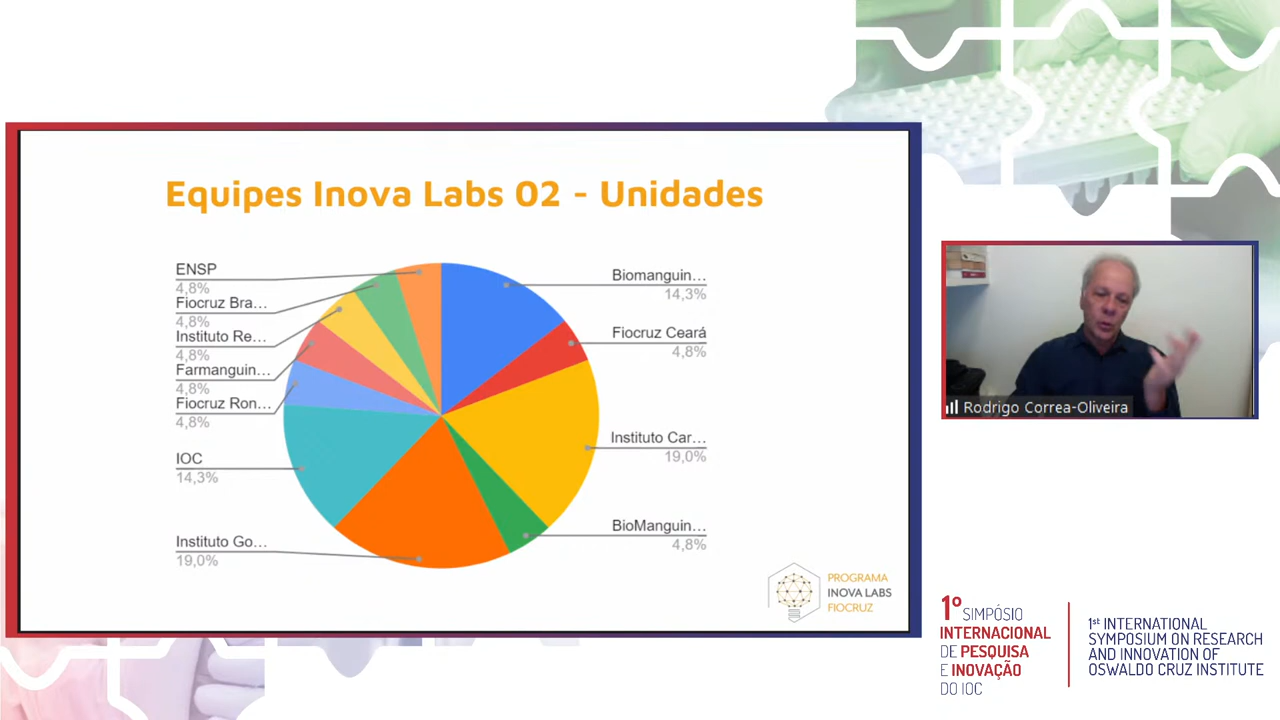 Equipes Inova Labs 02 - Unidades
ENSP
4,8%
Fiocruz Bra...
4,8%
Instituto Re...
4,8%
Farmanguin...
4,8%
Fiocruz Ron...
4,8%
IOC
14,3%
Instituto Go...
19,0%
Biomanguin...
14,3%
Fiocruz Ceará
4,8%
Instituto Car...
19,0%
BioManguin...
4,8%
PROGRAMA
INOVA LABS
FIOCRUZ
Rodrigo Correa-Oliveira
1º SIMPÓSIO
INTERNACIONAL
DE PESQUISA
E INOVAÇÃO
DO IOC
1st INTERNATIONAL
SYMPOSIUM ON RESEARCH
AND INNOVATION OF
OSWALDO CRUZ INSTITUTE